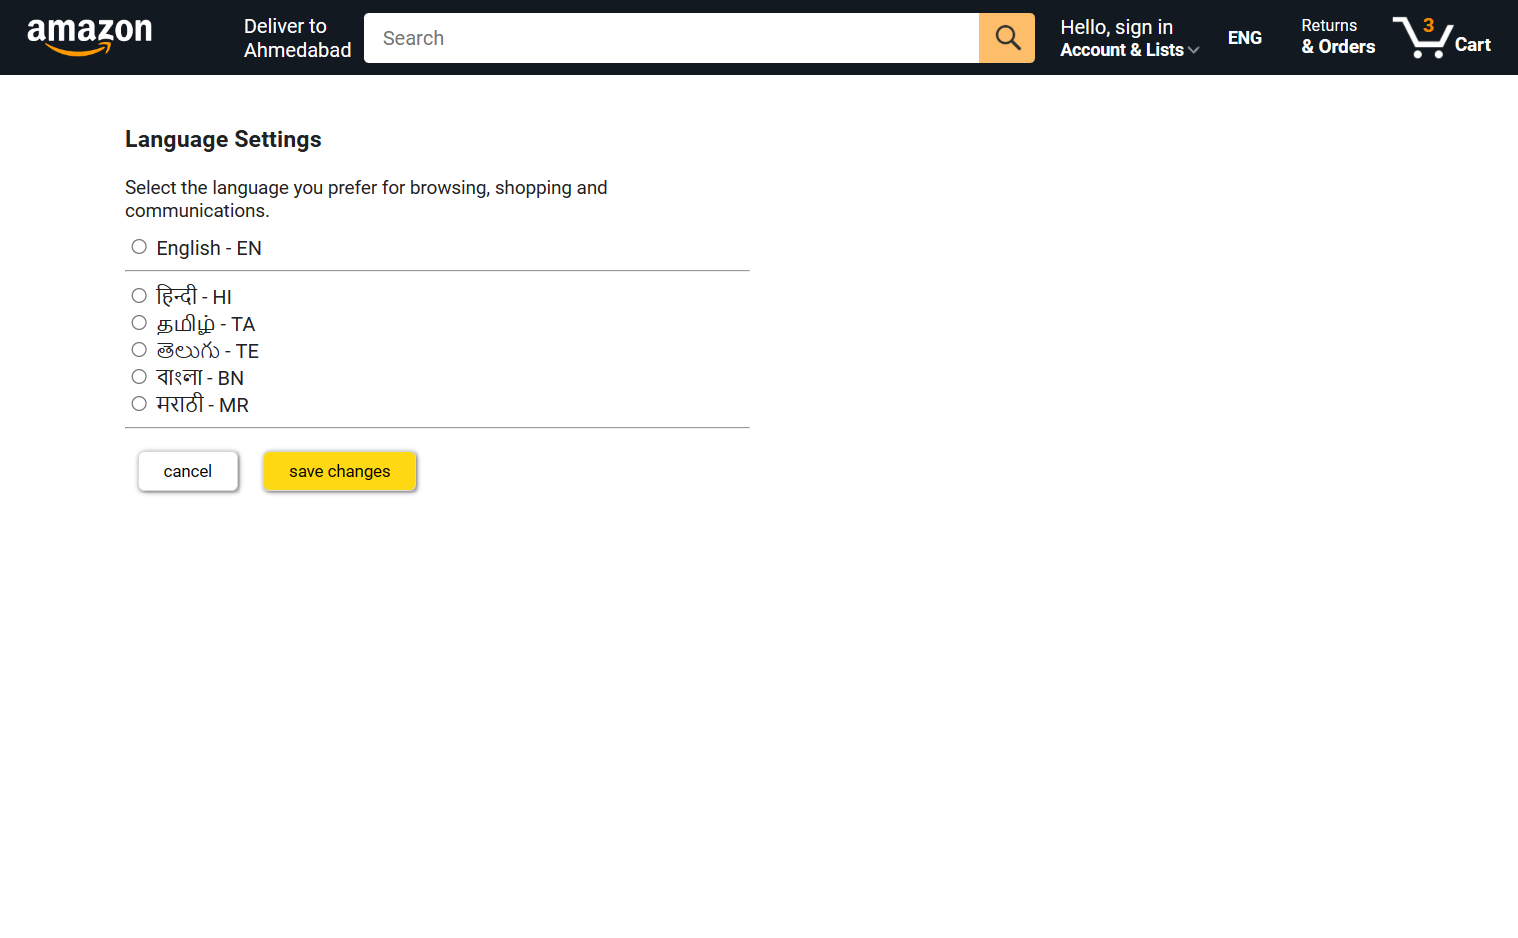 amazon
Deliver to
Ahmedabad
Search
Hello, sign in
Account & Lists
ENG
Returns
& Orders
3
Cart
Language Settings
Select the language you prefer for browsing, shopping and
communications.
English - EN
हिन्दी - HI
தமிழ் - TA
తెలుగు - TE
বাংলা - BN
मराठी - MR
cancel
save changes